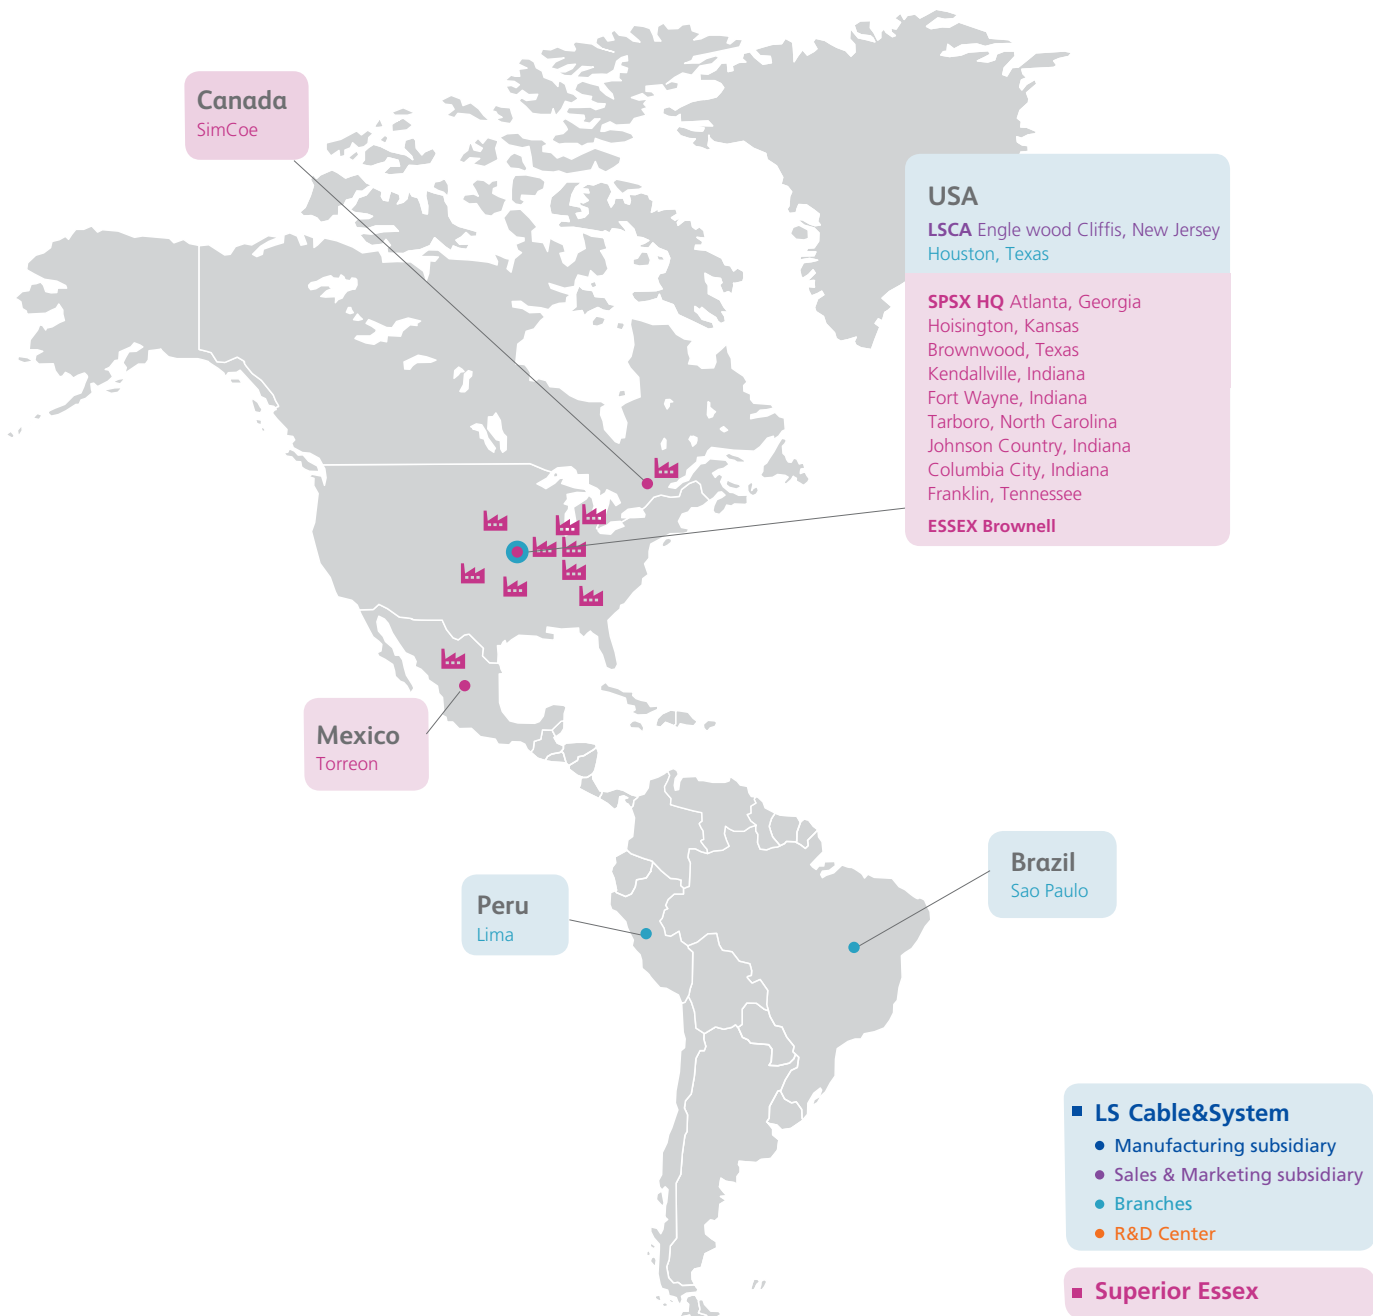 Canada
SimCoe
USA
LSCA Engle wood Cliffis, New Jersey
Houston, Texas
SPSX HQ Atlanta, Georgia
Hoisington, Kansas
Brownwood, Texas
Kendallville, Indiana
Fort Wayne, Indiana
Tarboro, North Carolina
Johnson Country, Indiana
Columbia City, Indiana
Franklin, Tennessee
ESSEX Brownell
Mexico
Torreon
Brazil
Sao Paulo
Peru
Lima
LS Cable&System
Manufacturing subsidiary
Sales & Marketing subsidiary
Branches
R&D Center
Superior Essex